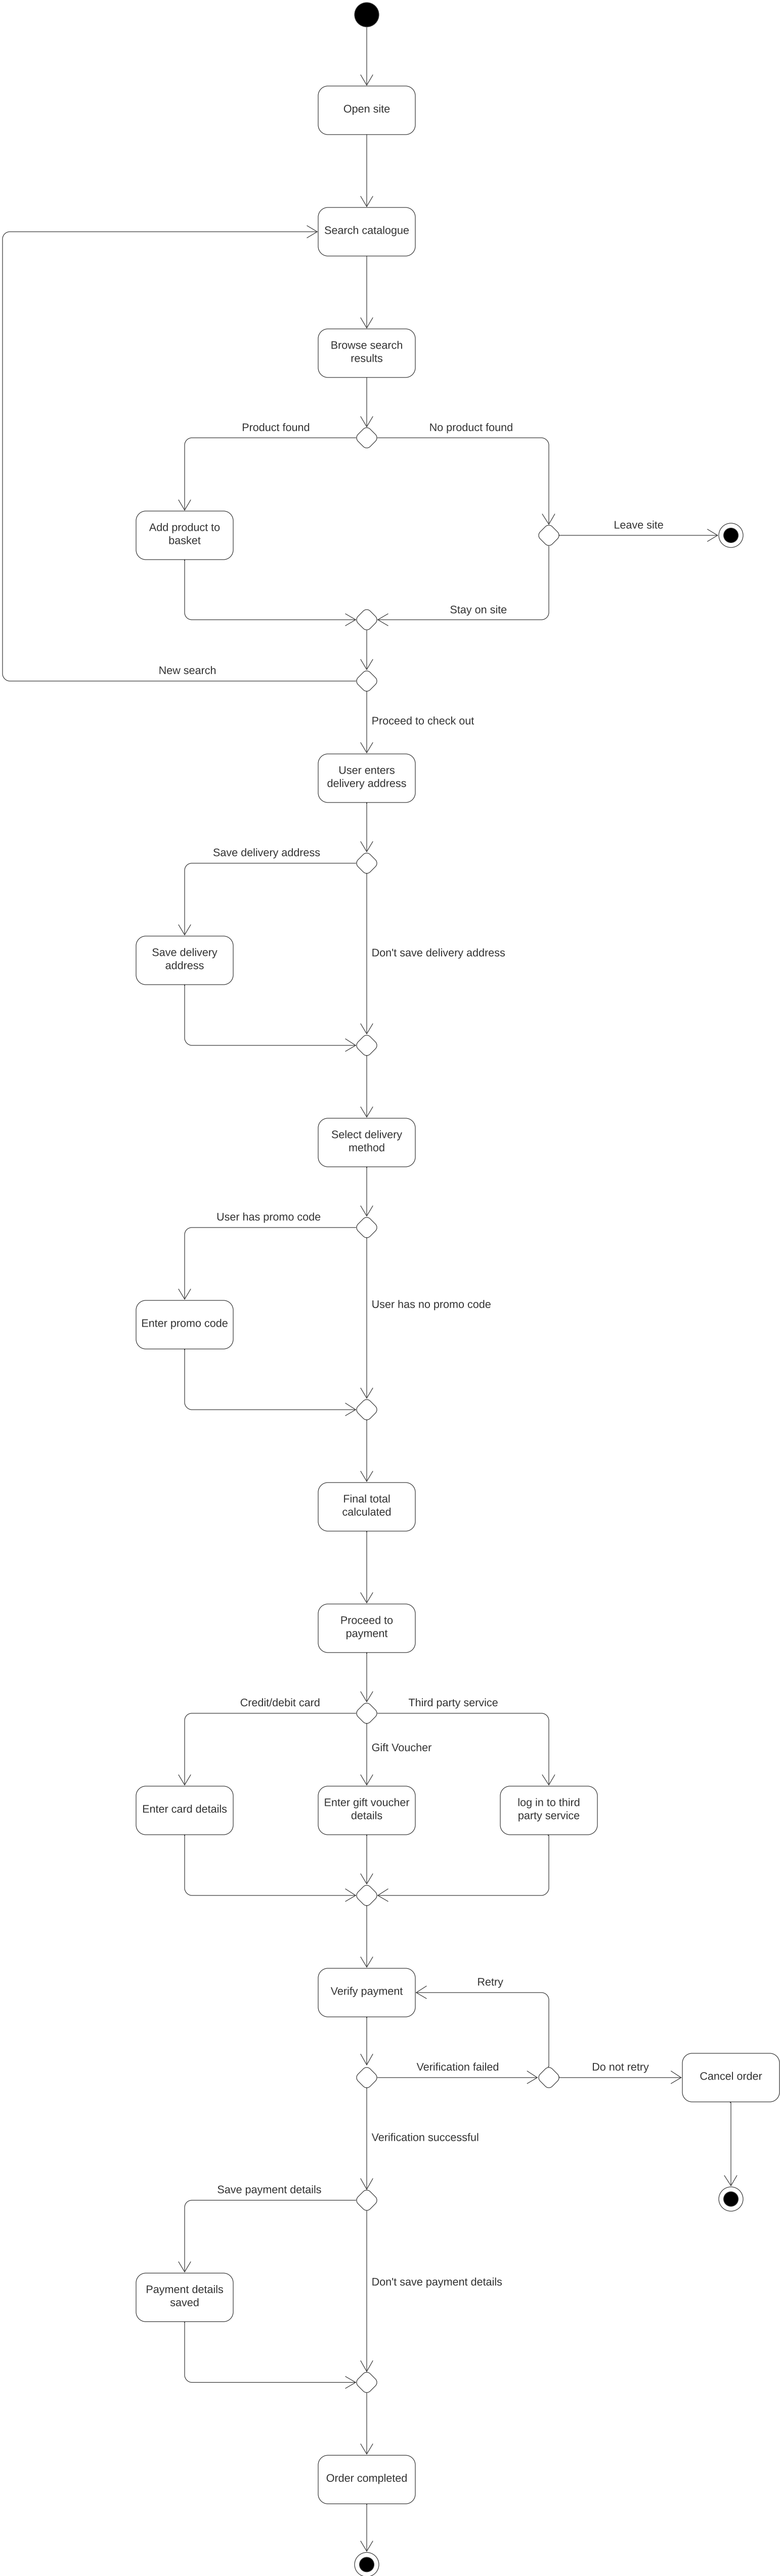 Open site
Search catalogue
Browse search
results
Product found
No product found
Add product to
basket
Leave site
Stay on site
New search
Proceed to check out
User enters
delivery address
Save delivery address
Save delivery
address
Don't save delivery address
Select delivery
method
User has promo code
User has no promo code
Enter promo code
Final total
calculated
Proceed to
payment
Credit/debit card
Third party service
Gift Voucher
Enter card details
Enter gift voucher
details
log in to third
party service
Verify payment
Retry
Verification failed
Do not retry
Cancel order
Verification successful
Save payment details
Don't save payment details
Payment details
saved
Order completed